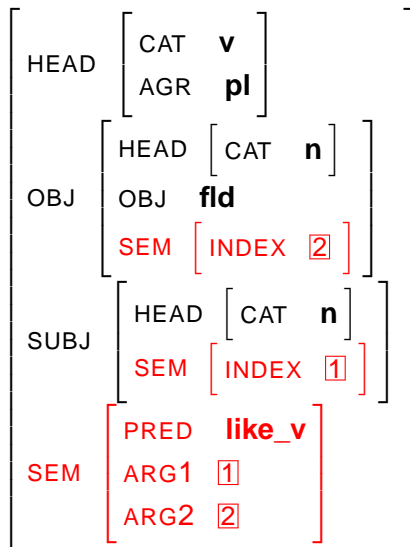 HEAD
CAT v
AGR pl
OBJ
HEAD CAT n
OBJ fld
SEM INDEX 2
SUBJ
HEAD CAT n
SEM INDEX 1
SEM
PRED like_v
ARG1 1
ARG2 2